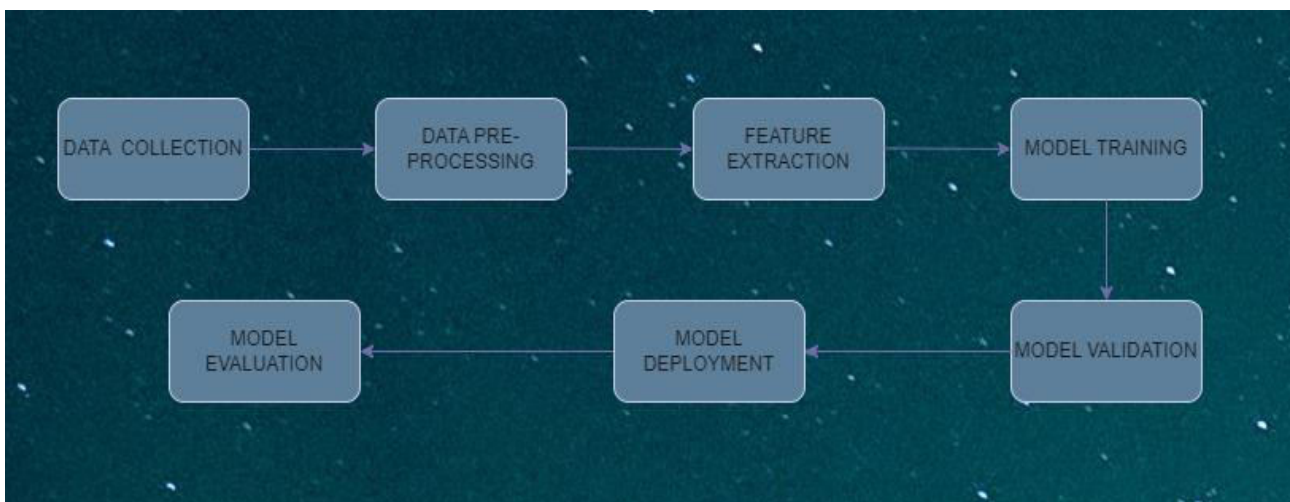 DATA COLLECTION
DATA PRE-
PROCESSING
FEATURE
EXTRACTION
MODEL TRAINING
MODEL VALIDATION
MODEL
DEPLOYMENT
MODEL
EVALUATION